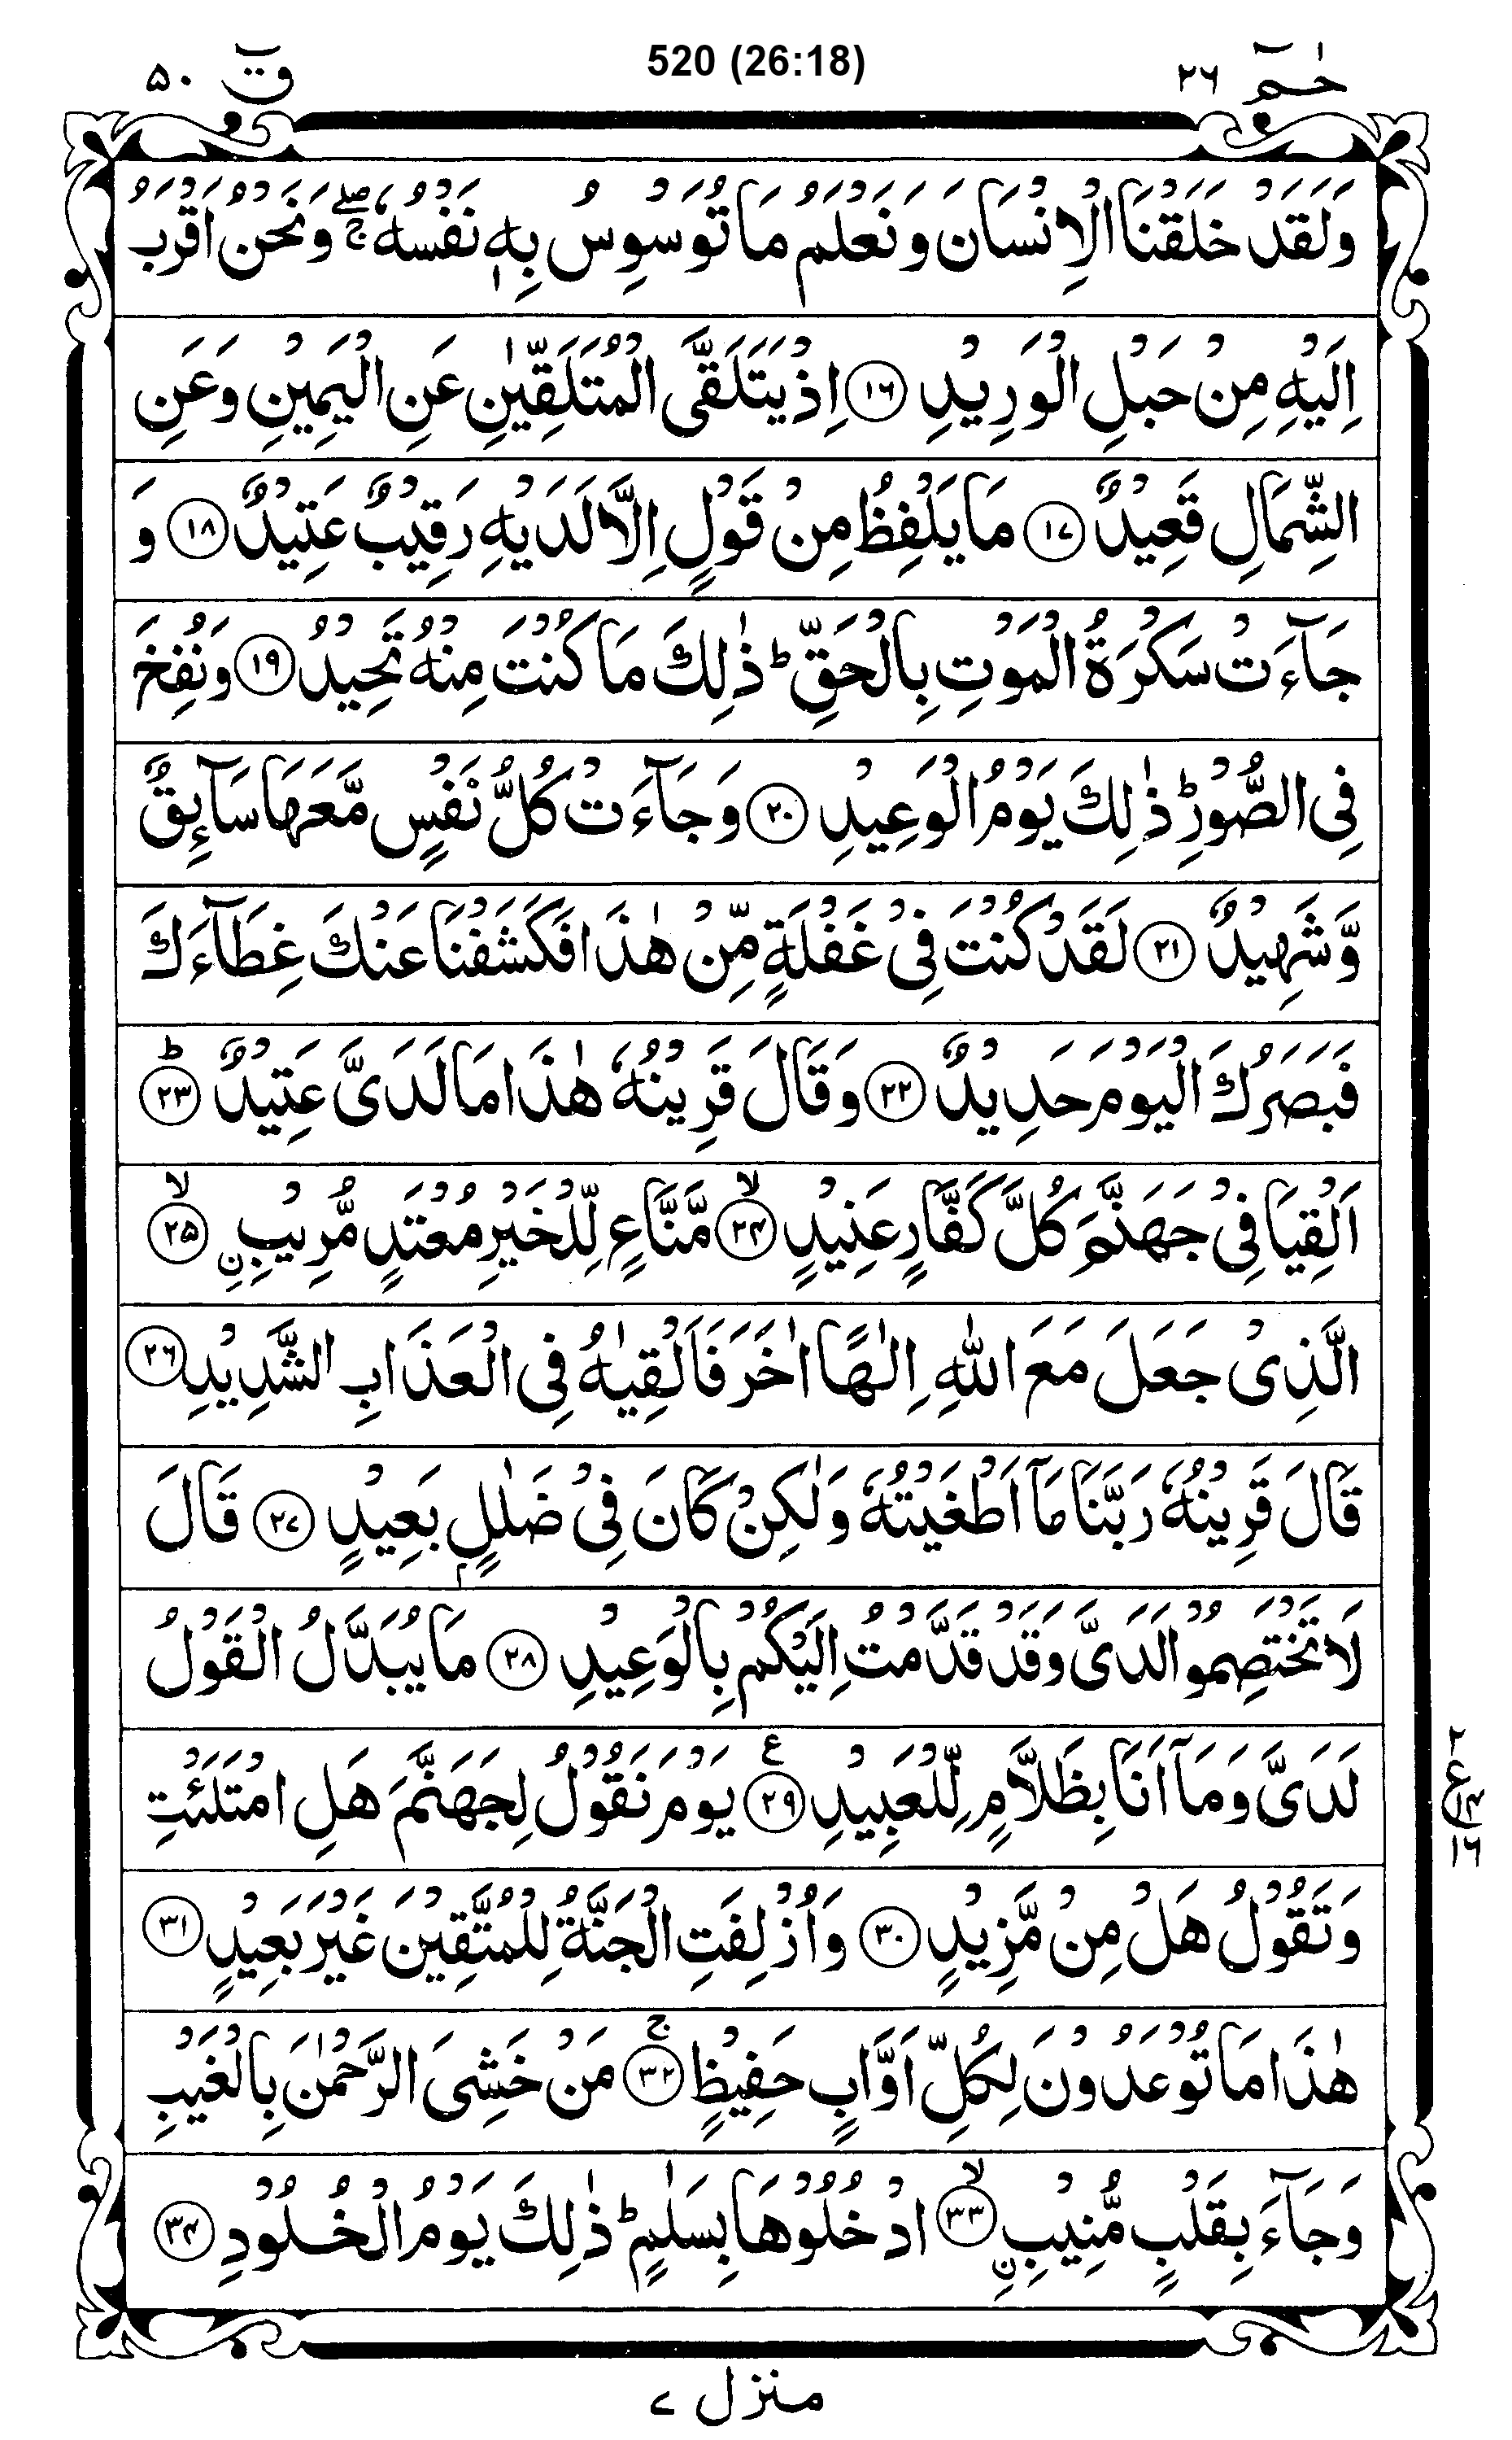 حٰمٓ ٢٦ 520 (26:18) قٓ ٥٠
وَلَقَدْ خَلَقْنَا الْاِنْسَانَ وَنَعْلَمُ مَا تُوَسْوِسُ بِهٖ نَفْسُهٗ ۖۚ وَنَحْنُ اَقْرَبُ
اِلَيْهِ مِنْ حَبْلِ الْوَرِيْدِ ﴿١٦﴾ اِذْ يَتَلَقَّى الْمُتَلَقِّيٰنِ عَنِ الْيَمِيْنِ وَعَنِ
الشِّمَالِ قَعِيْدٌ ﴿١٧﴾ مَا يَلْفِظُ مِنْ قَوْلٍ اِلَّا لَدَيْهِ رَقِيْبٌ عَتِيْدٌ ﴿١٨﴾ وَ
جَآءَتْ سَكْرَةُ الْمَوْتِ بِالْحَقِّ ؕ ذٰلِكَ مَا كُنْتَ مِنْهُ تَحِيْدُ ﴿١٩﴾ وَنُفِخَ
فِى الصُّوْرِ ؕ ذٰلِكَ يَوْمُ الْوَعِيْدِ ﴿٢٠﴾ وَجَآءَتْ كُلُّ نَفْسٍ مَّعَهَا سَآئِقٌ
وَّشَهِيْدٌ ﴿٢١﴾ لَقَدْ كُنْتَ فِىْ غَفْلَةٍ مِّنْ هٰذَا فَكَشَفْنَا عَنْكَ غِطَآءَكَ
فَبَصَرُكَ الْيَوْمَ حَدِيْدٌ ﴿٢٢﴾ وَقَالَ قَرِيْنُهٗ هٰذَا مَا لَدَىَّ عَتِيْدٌ ؕ﴿٢٣﴾
اَلْقِيَا فِىْ جَهَنَّمَ كُلَّ كَفَّارٍ عَنِيْدٍ ۙ﴿٢٤﴾ مَّنَّاعٍ لِّلْخَيْرِ مُعْتَدٍ مُّرِيْبِ ۨ ۙ﴿٢٥﴾
الَّذِىْ جَعَلَ مَعَ اللّٰهِ اِلٰهًا اٰخَرَ فَاَلْقِيٰهُ فِى الْعَذَابِ الشَّدِيْدِ ﴿٢٦﴾
قَالَ قَرِيْنُهٗ رَبَّنَا مَآ اَطْغَيْتُهٗ وَلٰكِنْ كَانَ فِىْ ضَلٰلٍۭ بَعِيْدٍ ﴿٢٧﴾ قَالَ
لَا تَخْتَصِمُوْا لَدَىَّ وَقَدْ قَدَّمْتُ اِلَيْكُمْ بِالْوَعِيْدِ ﴿٢٨﴾ مَا يُبَدَّلُ الْقَوْلُ
لَدَىَّ وَمَآ اَنَا بِظَلَّامٍ لِّلْعَبِيْدِ ﴿٢٩﴾ع يَوْمَ نَقُوْلُ لِجَهَنَّمَ هَلِ امْتَلَئْتِ
٢ ع ١٤ ١٦
وَتَقُوْلُ هَلْ مِنْ مَّزِيْدٍ ﴿٣٠﴾ وَاُزْلِفَتِ الْجَنَّةُ لِلْمُتَّقِيْنَ غَيْرَ بَعِيْدٍ ﴿٣١﴾
هٰذَا مَا تُوْعَدُوْنَ لِكُلِّ اَوَّابٍ حَفِيْظٍ ۚ﴿٣٢﴾ مَنْ خَشِىَ الرَّحْمٰنَ بِالْغَيْبِ
وَجَآءَ بِقَلْبٍ مُّنِيْبِ ۨ ۙ﴿٣٣﴾ ادْخُلُوْهَا بِسَلٰمٍ ؕ ذٰلِكَ يَوْمُ الْخُلُوْدِ ﴿٣٤﴾
منزل ٧